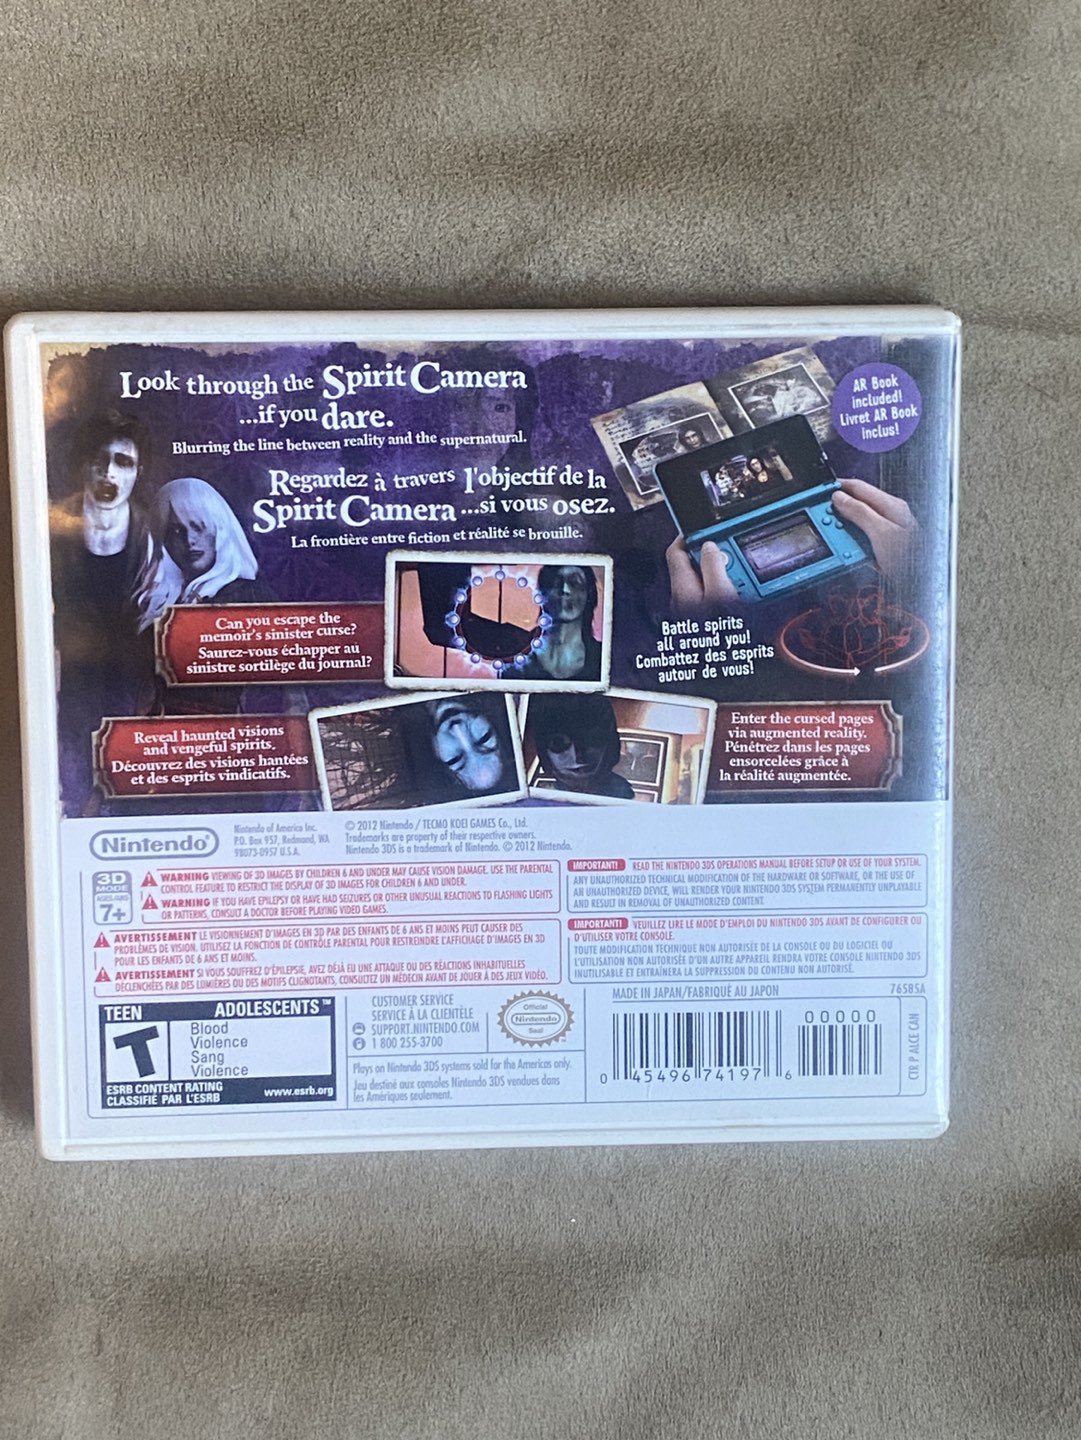 Look through the Spirit Camera
...if you dare.
Blurring the line between reality and the supernatural.
Regardez à travers l'objectif de la
Spirit Camera ...si vous osez.
La frontière entre fiction et réalité se brouille.
AR Book
included!
Livret AR Book
inclus!
Can you escape the
memoir's sinister curse?
Saurez-vous échapper au
sinistre sortilège du journal?
Battle spirits
all around you!
Combattez des esprits
autour de vous!
Reveal haunted visions
and vengeful spirits.
Découvrez des visions hantées
et des esprits vindicatifs.
Enter the cursed pages
via augmented reality.
Pénétrez dans les pages
ensorcelées grâce à
la réalité augmentée.
Nintendo®
Nintendo of America Inc.
P.O. Box 957, Redmond, WA
98073-0957 U.S.A.
© 2012 Nintendo / TECMO KOEI GAMES Co., Ltd.
Trademarks are property of their respective owners.
Nintendo 3DS is a trademark of Nintendo. © 2012 Nintendo.
3D
MODE
AGES/ANS
7+
WARNING VIEWING OF 3D IMAGES BY CHILDREN 6 AND UNDER MAY CAUSE VISION DAMAGE. USE THE PARENTAL
CONTROL FEATURE TO RESTRICT THE DISPLAY OF 3D IMAGES FOR CHILDREN 6 AND UNDER.
WARNING IF YOU HAVE EPILEPSY OR HAVE HAD SEIZURES OR OTHER UNUSUAL REACTIONS TO FLASHING LIGHTS
OR PATTERNS, CONSULT A DOCTOR BEFORE PLAYING VIDEO GAMES.
AVERTISSEMENT LE VISIONNEMENT D'IMAGES EN 3D PAR DES ENFANTS DE 6 ANS ET MOINS PEUT CAUSER DES
PROBLÈMES DE VISION. UTILISEZ LA FONCTION DE CONTRÔLE PARENTAL POUR RESTREINDRE L'AFFICHAGE D'IMAGES EN 3D
POUR LES ENFANTS DE 6 ANS ET MOINS.
AVERTISSEMENT SI VOUS SOUFFREZ D'ÉPILEPSIE, AVEZ DÉJÀ EU UNE ATTAQUE OU DES RÉACTIONS INHABITUELLES
DÉCLENCHÉES PAR DES LUMIÈRES OU DES MOTIFS CLIGNOTANTS, CONSULTEZ UN MÉDECIN AVANT DE JOUER À DES JEUX VIDÉO.
IMPORTANT! READ THE NINTENDO 3DS OPERATIONS MANUAL BEFORE SETUP OR USE OF YOUR SYSTEM.
ANY UNAUTHORIZED TECHNICAL MODIFICATION OF THE HARDWARE OR SOFTWARE, OR THE USE OF
AN UNAUTHORIZED DEVICE, WILL RENDER YOUR NINTENDO 3DS SYSTEM PERMANENTLY UNPLAYABLE
AND RESULT IN REMOVAL OF UNAUTHORIZED CONTENT.
IMPORTANT! VEUILLEZ LIRE LE MODE D'EMPLOI DU NINTENDO 3DS AVANT DE CONFIGURER OU
D'UTILISER VOTRE CONSOLE.
TOUTE MODIFICATION TECHNIQUE NON AUTORISÉE DE LA CONSOLE OU DU LOGICIEL OU
L'UTILISATION NON AUTORISÉE D'UN AUTRE APPAREIL RENDRA VOTRE CONSOLE NINTENDO 3DS
INUTILISABLE ET ENTRAÎNERA LA SUPPRESSION DU CONTENU NON AUTORISÉ.
TEEN
ADOLESCENTS™
T
Blood
Violence
Sang
Violence
ESRB CONTENT RATING
CLASSIFIÉ PAR L'ESRB
www.esrb.org
CUSTOMER SERVICE
SERVICE À LA CLIENTÈLE
SUPPORT.NINTENDO.COM
1 800 255-3700
Official
Nintendo
Seal
Plays on Nintendo 3DS systems sold for the Americas only.
Jeu destiné aux consoles Nintendo 3DS vendues dans
les Amériques seulement.
MADE IN JAPAN/FABRIQUÉ AU JAPON
76585A
00000
0 45496 74197 6
CTR P ALCE CAN